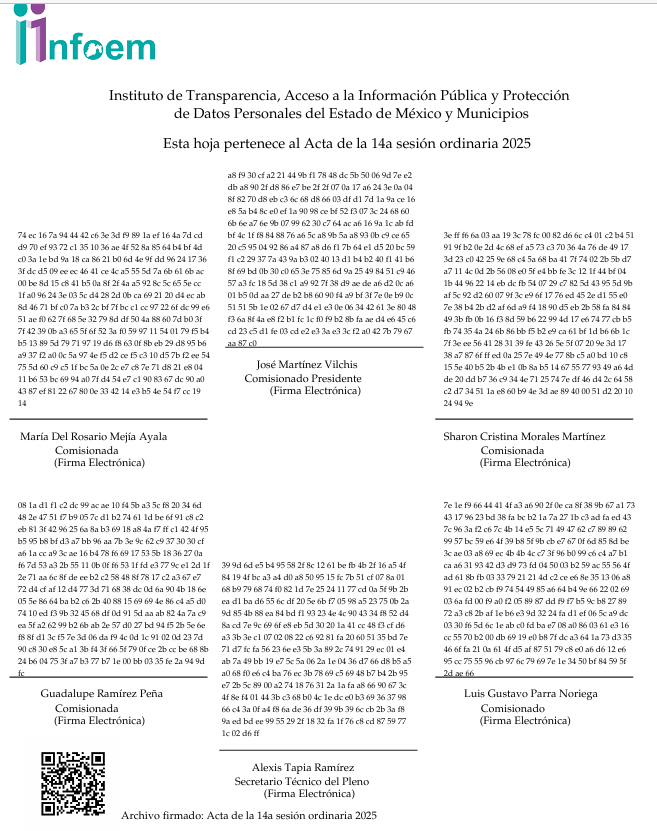 infoem
Instituto de Transparencia, Acceso a la Información Pública y Protección
de Datos Personales del Estado de México y Municipios
Esta hoja pertenece al Acta de la 14a sesión ordinaria 2025
74 ec 16 7a 94 44 42 c6 3e 3d f9 89 1a ef 16 4a 7d cd
d9 70 ef 93 72 c1 35 10 36 ae 4f 52 8a 85 64 b4 bf 4d
c0 3a 1e bd 9a 18 ca 86 21 b0 6d 4e 9f dd 96 24 17 36
3f dc d5 09 ee cc 46 41 ce 4c a5 55 5d 7a 6b 61 6b ac
00 be 8d 15 c8 41 b5 0a 8f 2f 4a a5 92 8c 5c 65 5e cc
1f a0 96 24 3e 03 5c d4 28 2d 0b ca 69 21 20 d4 ec ab
8d 46 71 bf c0 7a b3 2c bf 7f bc c1 cc 97 22 6f dc 99 e6
51 ae f0 62 7f 68 5e 32 79 8d df 50 4a 88 60 7d b0 3f
7f 42 39 0b a3 65 5f 6f 52 3a f0 59 97 11 54 01 79 f5 b4
b5 13 89 5d 79 71 97 19 d6 f8 63 0f 8b eb 29 d8 95 b6
a9 37 f2 a0 0c 5a 97 4e f5 d2 ce f5 c3 10 d5 7b f2 ee 54
75 5d 60 c9 c5 1f bc 5a 0e 2c e7 c8 7e 71 d8 21 e8 04
11 b6 53 bc 69 94 a0 7f d4 54 e7 c1 90 83 67 dc 90 a0
43 87 ef 81 22 67 80 0e 33 42 14 e3 b5 4e 54 f7 cc 19
14
María Del Rosario Mejía Ayala
Comisionada
(Firma Electrónica)
a8 f9 30 cf a2 21 44 9b f1 78 48 dc 5b 50 06 9d 7e e2
db a8 90 2f d8 86 e7 be 2f 2f 07 0a 17 a6 24 3e 0a 04
8f 82 70 d8 eb c3 6c 68 d8 66 03 df d1 7d 1a 9a ce 16
e8 5a b4 8c e0 ef 1a 90 98 ce bf 52 f3 07 3c 24 68 60
6b 6e a7 6e 9b 07 99 62 30 c7 64 ac a6 16 9a 1c ab fd
bf 4c 1f f8 84 88 76 a6 5c a8 9b 5a a8 93 0b c9 ce 65
20 c5 95 04 92 86 a4 87 a8 d6 f1 7b 64 e1 d5 20 bc 59
f1 c2 29 37 7a 43 9a b3 02 40 13 d1 b4 b2 40 f1 41 b6
8f 69 bd 0b 30 c0 65 3e 75 85 6d 9a 25 49 84 51 c9 46
57 a3 fc 18 5d 38 c1 a9 92 7f 38 d9 ae de a6 d2 0c a6
01 b5 0d aa 27 de b2 b8 60 90 f4 a9 bf 3f 7e 0e b9 0c
51 51 5b 1e 02 67 d7 d4 e1 e3 0e 06 34 42 61 3e 80 48
f3 6a 8f 4a e8 f2 b1 fc 1c f0 f9 b2 8b fa ae d4 e6 45 c6
cd 23 c5 d1 fe 03 cd e2 e3 3a e3 3c f2 a0 42 7b 79 67
aa 87 c0
José Martínez Vilchis
Comisionado Presidente
(Firma Electrónica)
3e ff f6 6a 03 aa 19 3c 78 fc 00 82 d6 6c c4 01 c2 b4 51
91 9f b2 0e 2d 4c 68 ef a5 73 c3 70 36 4a 76 de 49 17
3d 23 c0 42 25 9e 68 c4 5a 68 ba 41 7f 74 02 2b 5b d7
a7 11 4c 0d 2b 56 08 e0 5f e4 bb fe 3c 12 1f 44 bf 04
1b 44 96 22 14 eb dc fb 54 07 29 c7 82 5d 43 95 5d 9b
af 5c 92 d2 60 07 9f 3c e9 6f 17 76 ed 45 2e d1 55 e0
7e 38 b4 2b d2 af 6d a9 f4 18 90 d5 eb 2b 58 fa 84 84
49 3b fb 0b 16 f3 8d 59 b6 22 99 4d 17 e6 74 77 cb b5
fb 74 35 4a 24 6b 86 bb f5 b2 e9 ca 61 bf 1d b6 6b 1c
7f 3e ee 56 41 28 31 39 fe 43 26 5e 5f 07 20 9e 3d 17
38 a7 87 6f ff ed 0a 25 7e 49 4e 77 8b c5 a0 bd 10 c8
15 5e 40 b5 2b 4b e1 0b 8a b5 14 67 55 77 93 49 a6 4d
de 20 dd b7 36 c9 34 4e 71 25 74 7e df 46 d4 2c 64 58
c2 d7 34 51 1a e8 60 b9 4e 3d ae 89 40 00 51 d2 20 10
24 94 9e
Sharon Cristina Morales Martínez
Comisionada
(Firma Electrónica)
08 1a d1 f1 c2 dc 99 ac ae 10 f4 5b a3 5c f8 20 34 6d
48 2e 47 51 f7 b9 05 7c d1 b2 74 61 1d be 6f 91 c8 c2
eb 81 3f 42 96 25 6a 8a b3 69 18 a8 4a f7 ff c1 42 4f 95
b5 95 b8 bf d3 a7 bb 96 aa 7b 3e 9c 62 c9 37 30 30 cf
a6 1a cc a9 3c ae 16 b4 78 f6 69 17 53 5b 18 36 27 0a
f6 7d 53 a3 2b 55 11 0b 0f f6 53 1f fd e3 77 9c e1 2d 1f
2e 71 aa 6c 8f de ee b2 c2 58 48 8f 78 17 c2 a3 67 e7
72 d4 cf af 12 d4 77 3d 71 68 38 dc 0d 6a 90 4b 18 6e
05 5e 86 64 ba b2 c6 2b 40 88 15 69 69 4e 86 c4 a5 d0
74 10 ed f3 9b 32 45 68 df 0d 91 5d aa ab 82 4a 7a c9
ea 5f a2 62 99 b2 6b ab 2e 57 d0 27 bd 94 f5 2b 5e 6e
f8 8f d1 3c f5 7e 3d 06 da f9 4c 0d 1c 91 02 0d 23 7d
90 c8 30 e8 5c a1 3b f4 3f 66 5f 79 0f ce 2b cc be 68 8b
24 b6 04 75 3f a7 b3 77 b7 1e 00 bb 03 35 fe 2a 94 9d
fc
Guadalupe Ramírez Peña
Comisionada
(Firma Electrónica)
39 9d 6d e5 b4 95 58 2f 8c 12 61 be fb 4b 2f 16 a5 4f
84 19 4f bc a3 a4 d0 a8 50 95 15 fc 7b 51 cf 07 8a 01
68 b9 79 68 74 f0 82 1d 7e 25 24 11 77 cd 0a 5f 9b 2b
ea d1 ba d6 55 6c df 20 5e 6b f7 05 98 a5 23 75 0b 2a
9d 85 4b 88 ea 84 bd f1 93 23 4e 4c 90 43 34 f8 52 d4
8a cd 7e 9c 69 6f e8 eb 5d 30 20 1a 41 cc 48 f3 cf d6
a3 3b 3e c1 07 02 08 22 c6 92 81 fa 20 60 51 35 bd 7e
71 d7 fc fa 56 23 6e e3 5b 3a 89 2c 74 91 29 ec 01 e4
ab 7a 49 bb 19 e7 5c 5a 06 2a 1e 04 36 d7 66 d8 b5 a5
a0 68 f0 e6 c4 ba 76 ec 3b 78 69 c5 69 48 b7 b4 2b 95
e7 2b 5c 89 00 a2 74 18 76 31 2a 1a fa a8 66 90 67 3c
4f 8e f4 01 44 3b c3 68 b0 4c 1e dc e0 b3 69 36 37 98
66 c4 3a 0f a4 f8 6a de 36 df 39 9b 39 6c cb 2b 3a f8
9a ed bd ee 99 55 29 2f 18 32 fa 1f 76 c8 cd 87 59 77
1c 02 d6 ff
Alexis Tapia Ramírez
Secretario Técnico del Pleno
(Firma Electrónica)
7e 1e f9 66 44 41 4f a3 a6 90 2f 0e ca 8f 38 9b 67 a1 73
43 17 96 23 bd 38 fa bc b2 1a 7a 27 1b c3 ad fa ed 43
7c 96 3a f2 c6 7c 4b 14 e5 5c 71 49 47 62 c7 89 89 62
99 57 bc 59 e6 4f 39 b8 5f 9b cb e7 67 0f 6d 85 8d be
3c ae 03 a8 69 ec 4b 4b 4c c7 3f 96 b0 99 c6 c4 a7 b1
ca a6 31 93 42 d3 d9 73 fd 04 50 03 b2 59 ac 55 56 4f
ad 61 8b fb 03 33 79 21 21 4d c2 ce e6 8e 35 13 06 a8
91 ec 02 b2 cb f9 74 54 49 85 a6 64 b4 9e 66 22 02 69
03 6a fd 00 f9 a0 f2 05 89 87 dd f9 f7 b5 9c b8 27 89
72 a3 c8 2b af 1e b6 e9 3d 92 32 24 fa d1 ef 06 5c a9 dc
03 30 f6 5d 6c 1e ab c0 fd ba e7 08 a0 86 03 61 e3 16
cc 55 70 b2 00 db 69 19 e0 b8 7f dc a3 64 1a 73 d3 35
46 6f fa 21 0a 61 4f d5 af 87 51 79 c8 e0 a6 d6 12 e6
95 cc 75 55 96 cb 97 6c 79 69 7e 1e 34 50 bf 84 59 5f
2d ae 66
Luis Gustavo Parra Noriega
Comisionado
(Firma Electrónica)
Archivo firmado: Acta de la 14a sesión ordinaria 2025